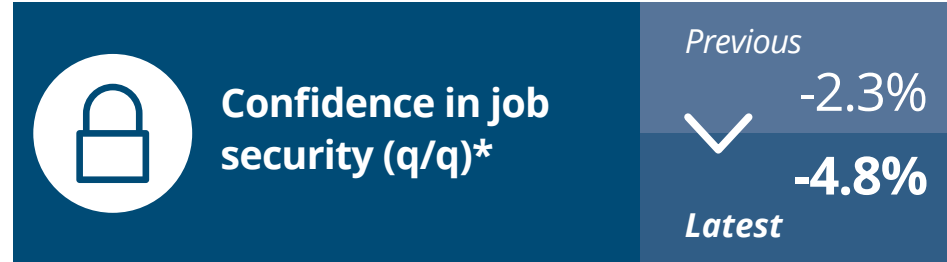 Confidence in job
security (q/q)*
Previous
-2.3%
-4.8%
Latest